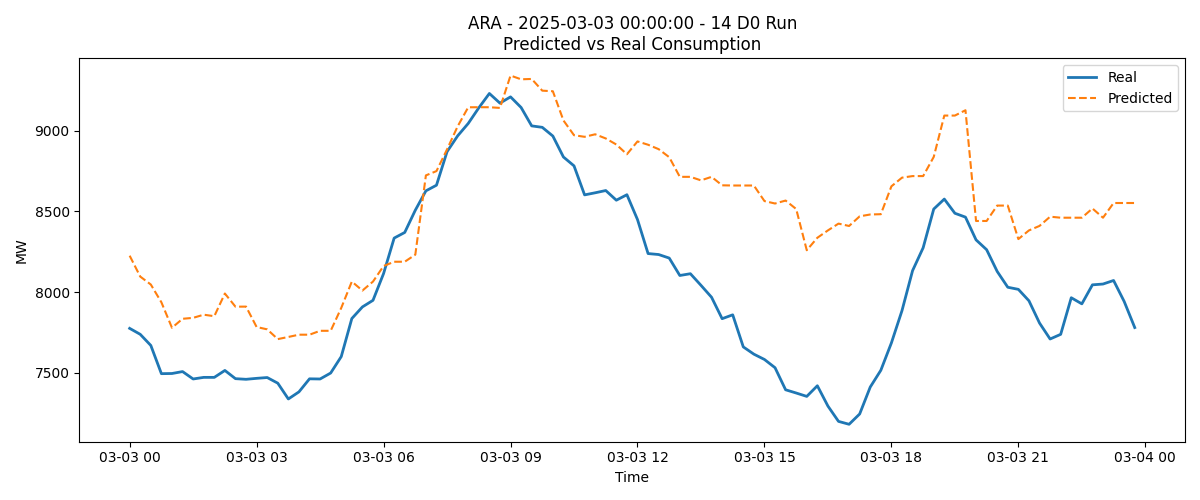 ARA - 2025-03-03 00:00:00 - 14 D0 Run
Predicted vs Real Consumption
Real
Predicted
MW
9000
8500
8000
7500
03-03 00
03-03 03
03-03 06
03-03 09
03-03 12
03-03 15
03-03 18
03-03 21
03-04 00
Time